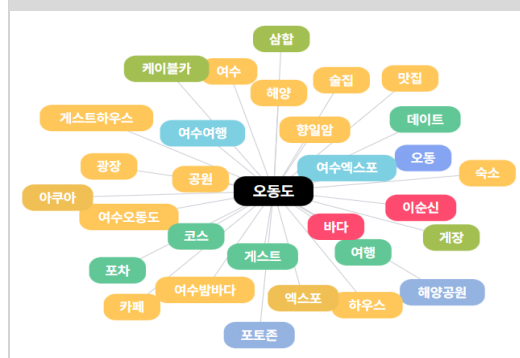 삼합
케이블카
여수
술집
맛집
해양
게스트하우스
여수여행
향일암
데이트
광장
공원
여수엑스포
오동
숙소
아쿠아
오동도
여수오동도
바다
이순신
코스
게장
포차
게스트
여행
카페
여수밤바다
엑스포
하우스
해양공원
포토존